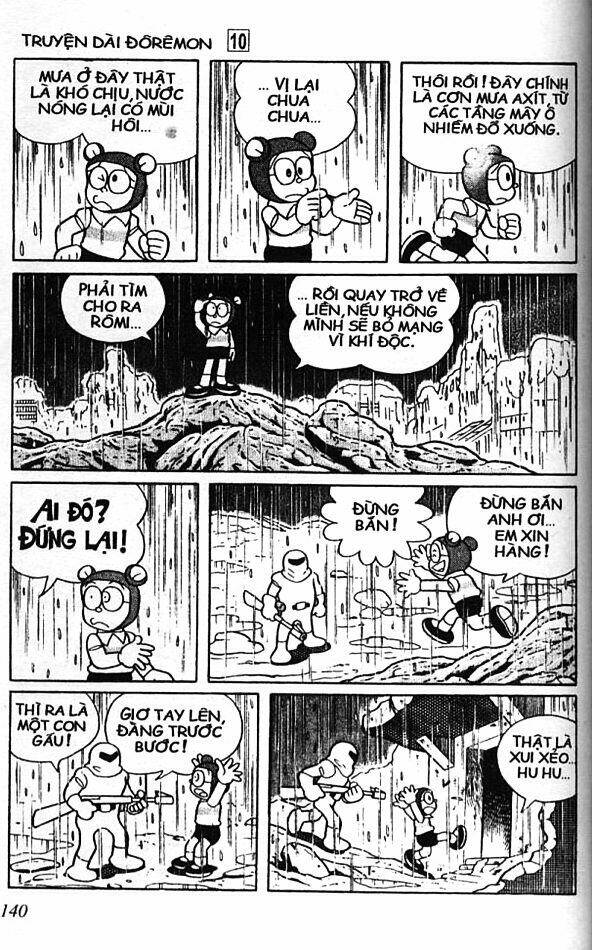 TRUYỆN DÀI ĐÔRÊMON 10
MƯA Ở ĐÂY THẬT
LÀ KHÓ CHỊU, NƯỚC
NÓNG LẠI CÓ MÙI
HÔI...
... VỊ LẠI
CHUA
CHUA...
THÔI RỒI! ĐÂY CHÍNH
LÀ CƠN MƯA AXÍT, TỪ
CÁC TẦNG MÂY Ô
NHIỄM ĐỔ XUỐNG.
PHẢI TÌM
CHO RA
RÔMI...
... RỒI QUAY TRỞ VỀ
LIỀN, NẾU KHÔNG
MÌNH SẼ BỎ MẠNG
VÌ KHÍ ĐỘC.
AI ĐÓ?
ĐỨNG LẠI!
ĐỪNG
BẮN!
ĐỪNG BẮN
ANH ƠI...
EM XIN
HÀNG!
THÌ RA LÀ
MỘT CON
GẤU!
GIƠ TAY LÊN,
ĐẰNG TRƯỚC
BƯỚC!
THẬT LÀ
XUI XẺO...
HU HU...
140